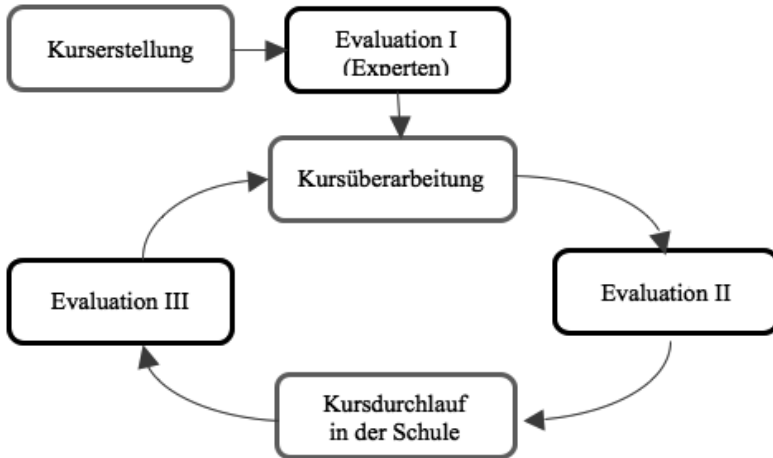 Kurserstellung
Evaluation I
(Experten)
Kursüberarbeitung
Evaluation III
Evaluation II
Kursdurchlauf
in der Schule